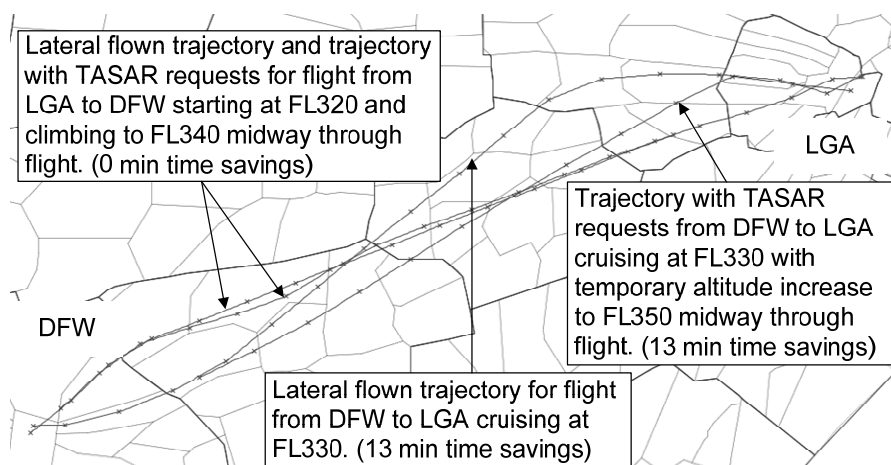 Lateral flown trajectory and trajectory
with TASAR requests for flight from
LGA to DFW starting at FL320 and
climbing to FL340 midway through
flight. (0 min time savings)
LGA
Trajectory with TASAR
requests from DFW to LGA
cruising at FL330 with
temporary altitude increase
to FL350 midway through
flight. (13 min time savings)
DFW
Lateral flown trajectory for flight
from DFW to LGA cruising at
FL330. (13 min time savings)